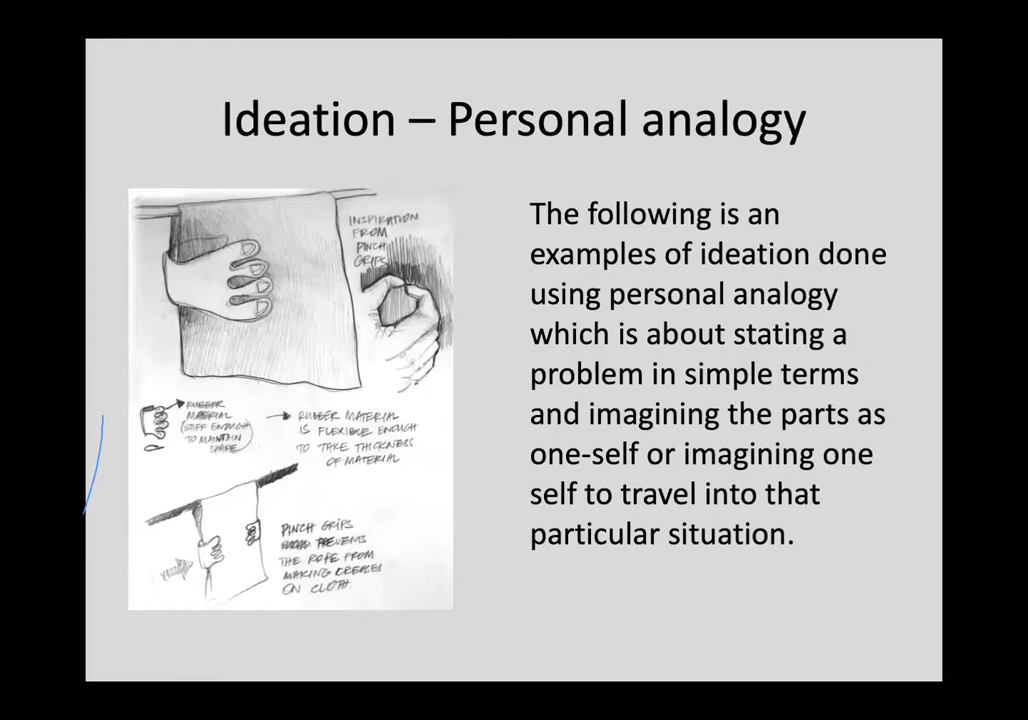 Ideation – Personal analogy
INSPIRATION
FROM
PINCH
GRIPS
RUBBER
MATERIAL
(STIFF ENOUGH
TO MAINTAIN
SHAPE)
RUBBER MATERIAL
IS FLEXIBLE ENOUGH
TO TAKE THICKNESS
OF MATERIAL
PINCH GRIPS
PREVENTS
THE ROPE FROM
MAKING CREASES
ON CLOTH.
The following is an
examples of ideation done
using personal analogy
which is about stating a
problem in simple terms
and imagining the parts as
one-self or imagining one
self to travel into that
particular situation.